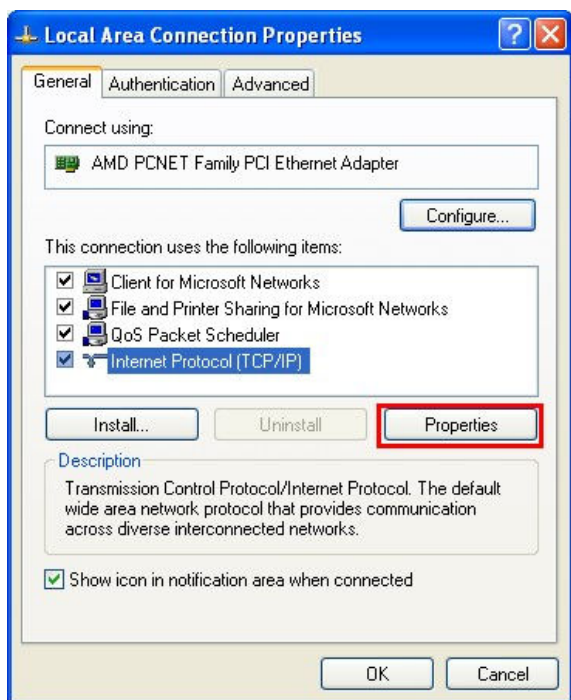 Local Area Connection Properties
General Authentication Advanced
Connect using:
AMD PCNET Family PCI Ethernet Adapter
Configure...
This connection uses the following items:
Client for Microsoft Networks
File and Printer Sharing for Microsoft Networks
QoS Packet Scheduler
Internet Protocol (TCP/IP)
Install... Uninstall Properties
Description
Transmission Control Protocol/Internet Protocol. The default
wide area network protocol that provides communication
across diverse interconnected networks.
Show icon in notification area when connected
OK Cancel